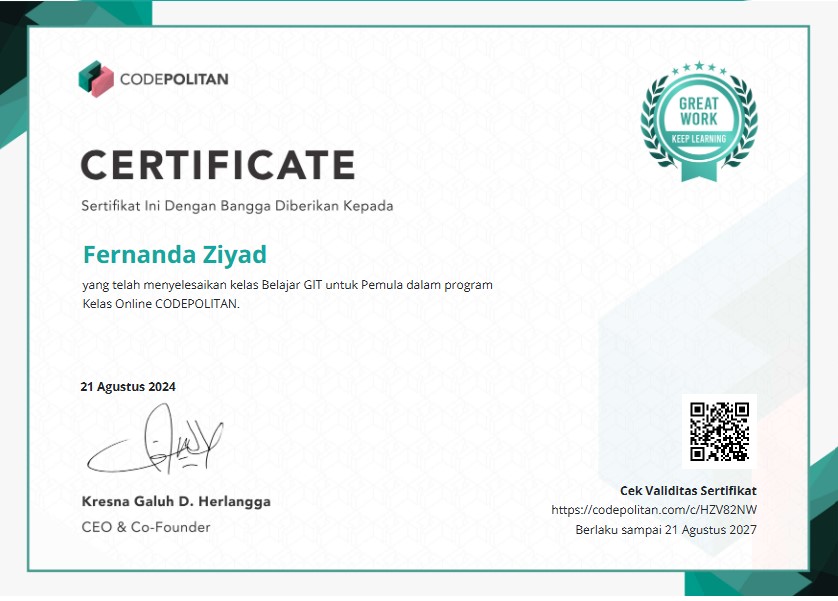 CODEPOLITAN
GREAT
WORK
KEEP LEARNING
CERTIFICATE
Sertifikat Ini Dengan Bangga Diberikan Kepada
Fernanda Ziyad
yang telah menyelesaikan kelas Belajar GIT untuk Pemula dalam program
Kelas Online CODEPOLITAN.
21 Agustus 2024
Kresna Galuh D. Herlangga
CEO & Co-Founder
Cek Validitas Sertifikat
https://codepolitan.com/c/HZV82NW
Berlaku sampai 21 Agustus 2027